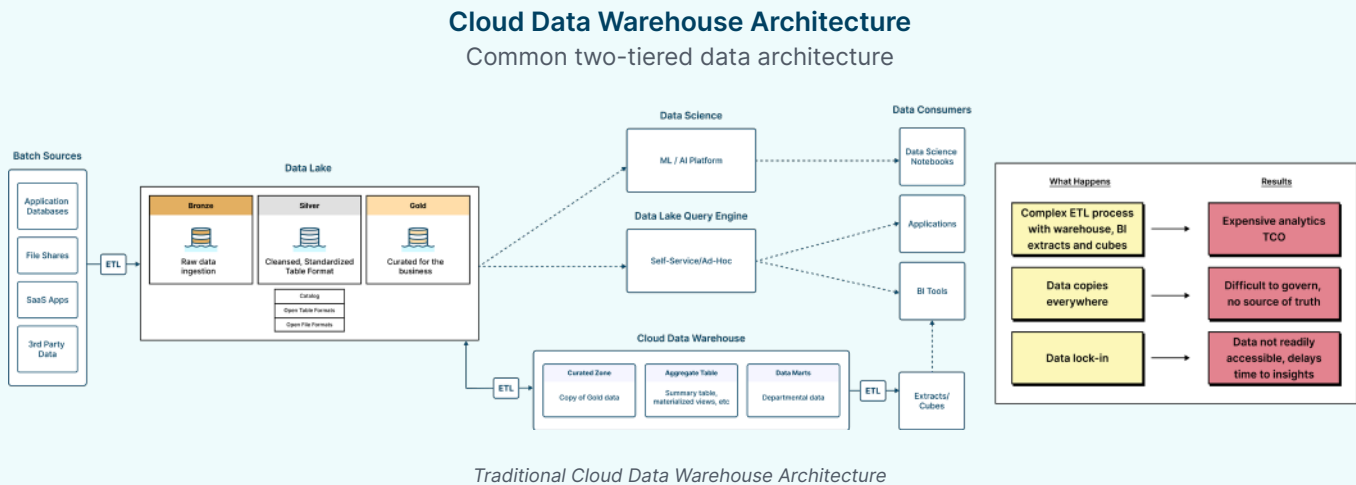 Cloud Data Warehouse Architecture
Common two-tiered data architecture
Batch Sources
Application
Databases
File Shares
SaaS Apps
3rd Party
Data
ETL
Data Lake
Bronze
Raw data
ingestion
Silver
Cleansed, Standardized
Table Format
Gold
Curated for the
business
Catalog
Open Table Formats
Open File Formats
Data Science
ML / AI Platform
Data Lake Query Engine
Self-Service/Ad-Hoc
Cloud Data Warehouse
ETL
Curated Zone
Copy of Gold data
Aggregate Table
Summary table,
materialized views, etc
Data Marts
Departmental data
ETL
Data Consumers
Data Science
Notebooks
Applications
BI Tools
Extracts/
Cubes
What Happens
Results
Complex ETL process
with warehouse, BI
extracts and cubes
Expensive analytics
TCO
Data copies
everywhere
Difficult to govern,
no source of truth
Data lock-in
Data not readily
accessible, delays
time to insights
Traditional Cloud Data Warehouse Architecture